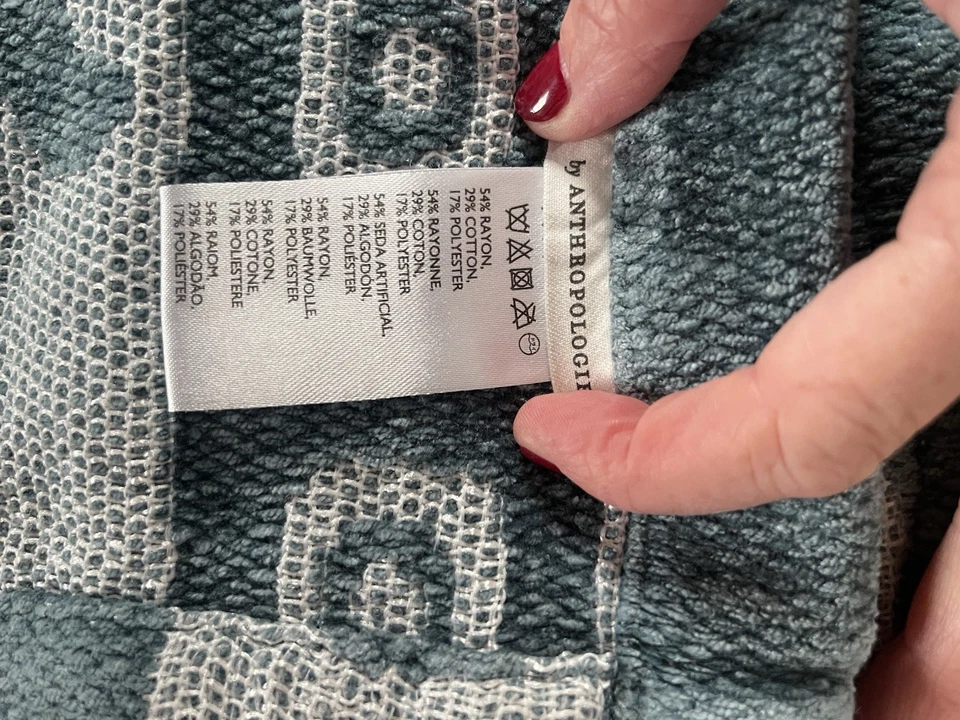 by ANTHROPOLOGIE
54% RAYON,
29% COTTON,
17% POLYESTER
54% RAYONNE,
29% COTON,
17% POLYESTER
54% SEDA ARTIFICIAL,
29% ALGODÓN,
17% POLIÉSTER
54% RAYON,
29% BAUMWOLLE,
17% POLYESTER
54% RAYON,
29% COTONE,
17% POLIESTERE
54% RAIOM,
29% ALGODÃO,
17% POLIÉSTER